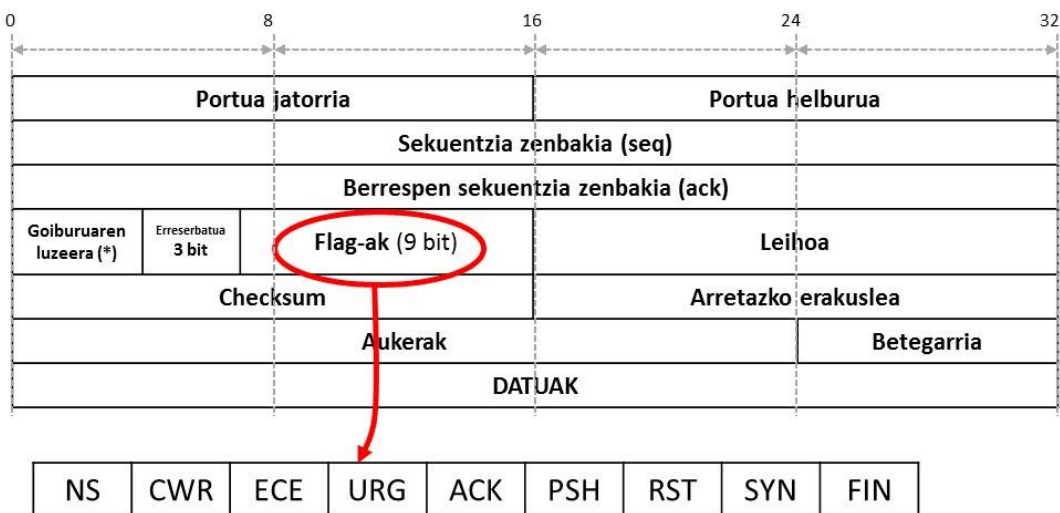 0 8 16 24 32
Portua jatorria Portua helburua
Sekuentzia zenbakia (seq)
Berrespen sekuentzia zenbakia (ack)
Goiburuaren luzeera (*) Erreserbatua 3 bit Flag-ak (9 bit) Leihoa
Checksum Arretazko erakuslea
Aukerak Betegarria
DATUAK
NS CWR ECE URG ACK PSH RST SYN FIN